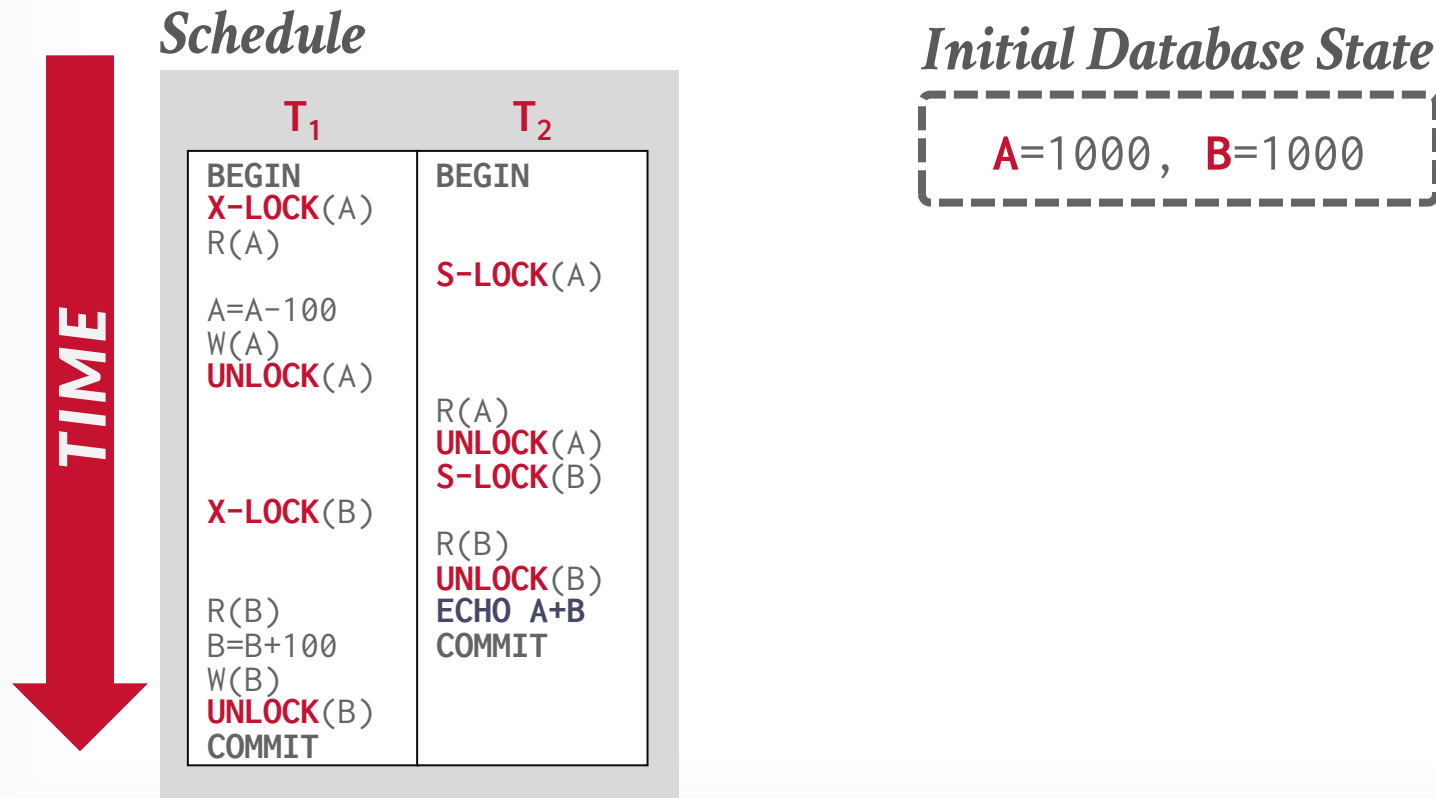 Schedule
Initial Database State
A=1000, B=1000
TIME
T₁ T₂
BEGIN BEGIN
X-LOCK(A)
R(A)
S-LOCK(A)
A=A-100
W(A)
UNLOCK(A)
R(A)
UNLOCK(A)
S-LOCK(B)
X-LOCK(B)
R(B)
UNLOCK(B)
R(B) ECHO A+B
B=B+100 COMMIT
W(B)
UNLOCK(B)
COMMIT